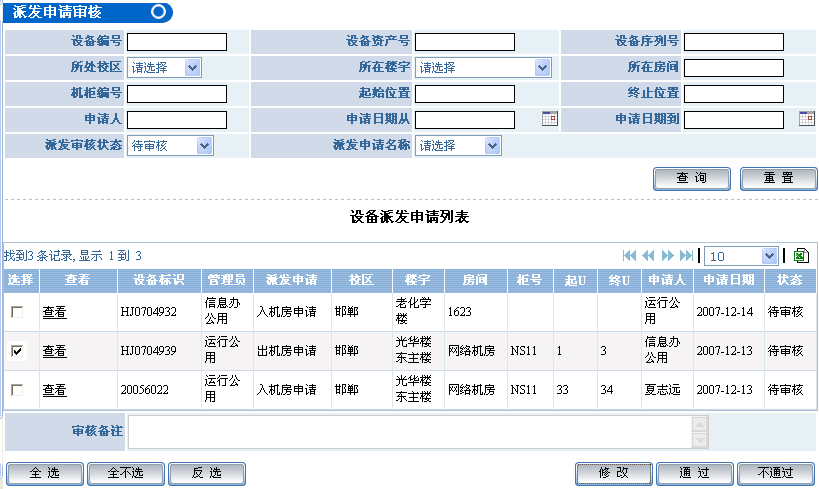 派发申请审核
设备编号 设备资产号 设备序列号
所处校区 请选择 所在楼宇 请选择 所在房间
机柜编号 起始位置 终止位置
申请人 申请日期从 申请日期到
派发审核状态 待审核 派发申请名称 请选择
查 询 重 置
设备派发申请列表
找到3 条记录, 显示 1 到 3 10
选择 查看 设备标识 管理员 派发申请 校区 楼宇 房间 柜号 起U 终U 申请人 申请日期 状态
查看 HJ0704932 信息办公用 入机房申请 邯郸 老化学楼 1623 运行公用 2007-12-14 待审核
查看 HJ0704939 运行公用 出机房申请 邯郸 光华楼东主楼 网络机房 NS11 1 3 信息办公用 2007-12-13 待审核
查看 20056022 运行公用 入机房申请 邯郸 光华楼东主楼 网络机房 NS11 33 34 夏志远 2007-12-13 待审核
审核备注
全 选 全不选 反 选 修 改 通 过 不通过